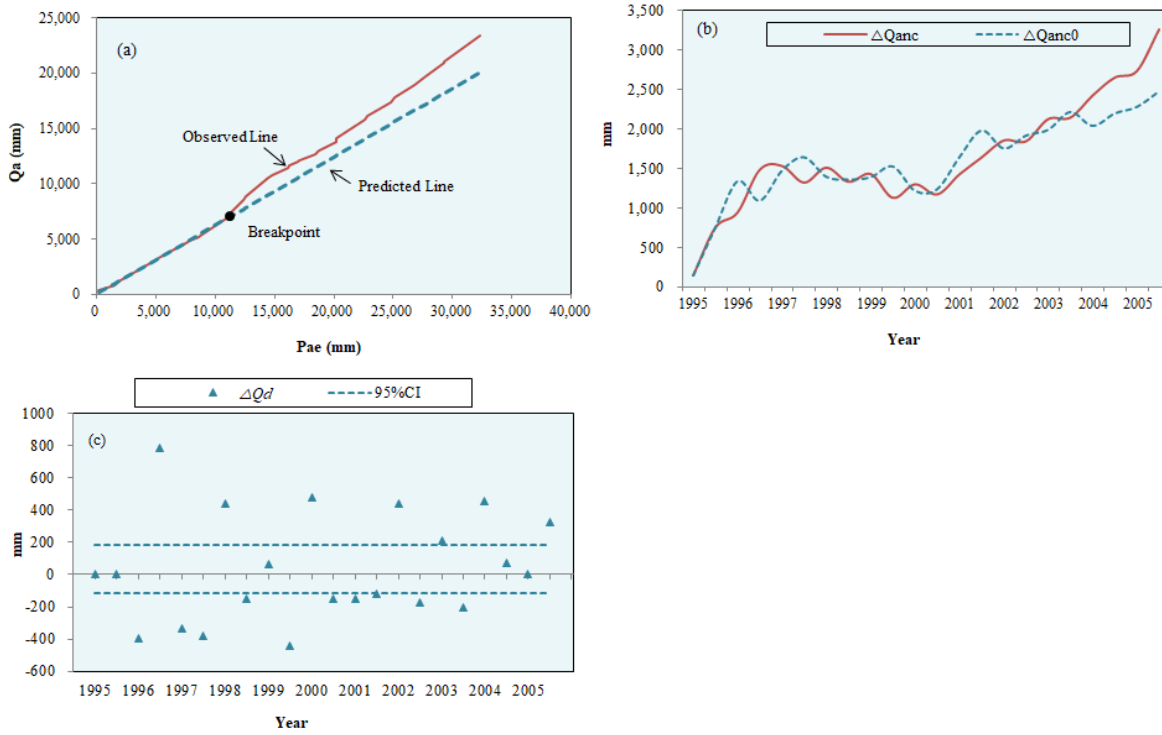 25,000
20,000
15,000
10,000
5,000
0
Qa (mm)
(a)
Observed Line
Predicted Line
Breakpoint
0 5,000 10,000 15,000 20,000 25,000 30,000 35,000 40,000
Pae (mm)
3,500
3,000
2,500
2,000
1,500
1,000
500
0
mm
(b)
△Qanc △Qanc0
1995 1996 1997 1998 1999 2000 2001 2002 2003 2004 2005
Year
△Qd 95%CI
1000
800
600
400
200
0
-200
-400
-600
mm
(c)
1995 1996 1997 1998 1999 2000 2001 2002 2003 2004 2005
Year